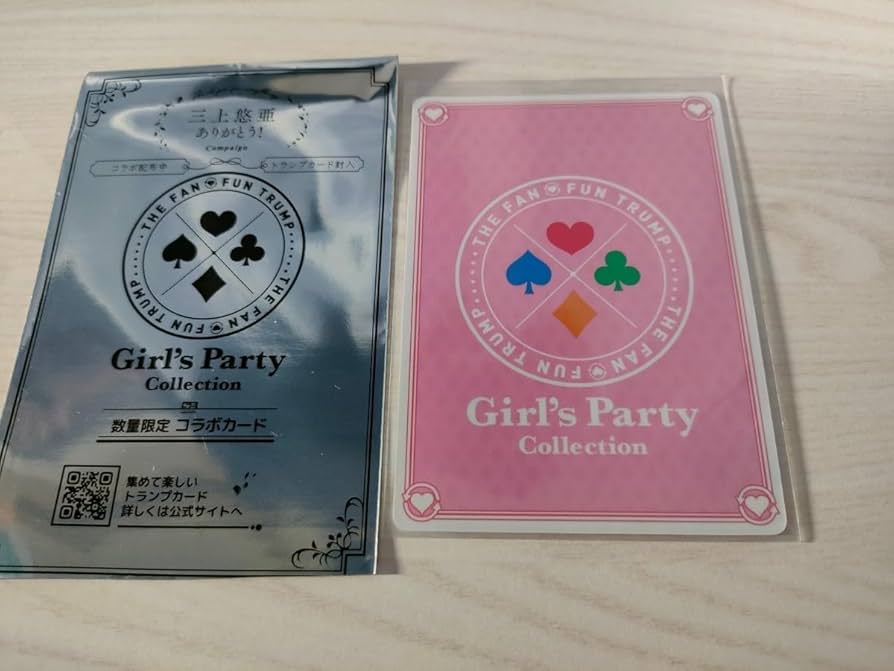 三上悠亜
ありがとう!
Campaign
コラボ配布中
トランプカード封入
THE FAN FUN TRUMP
THE FAN FUN TRUMP
Girl's Party
Collection
数量限定 コラボカード
集めて楽しい
トランプカード
詳しくは公式サイトへ
THE FAN FUN TRUMP
THE FAN FUN TRUMP
Girl's Party
Collection